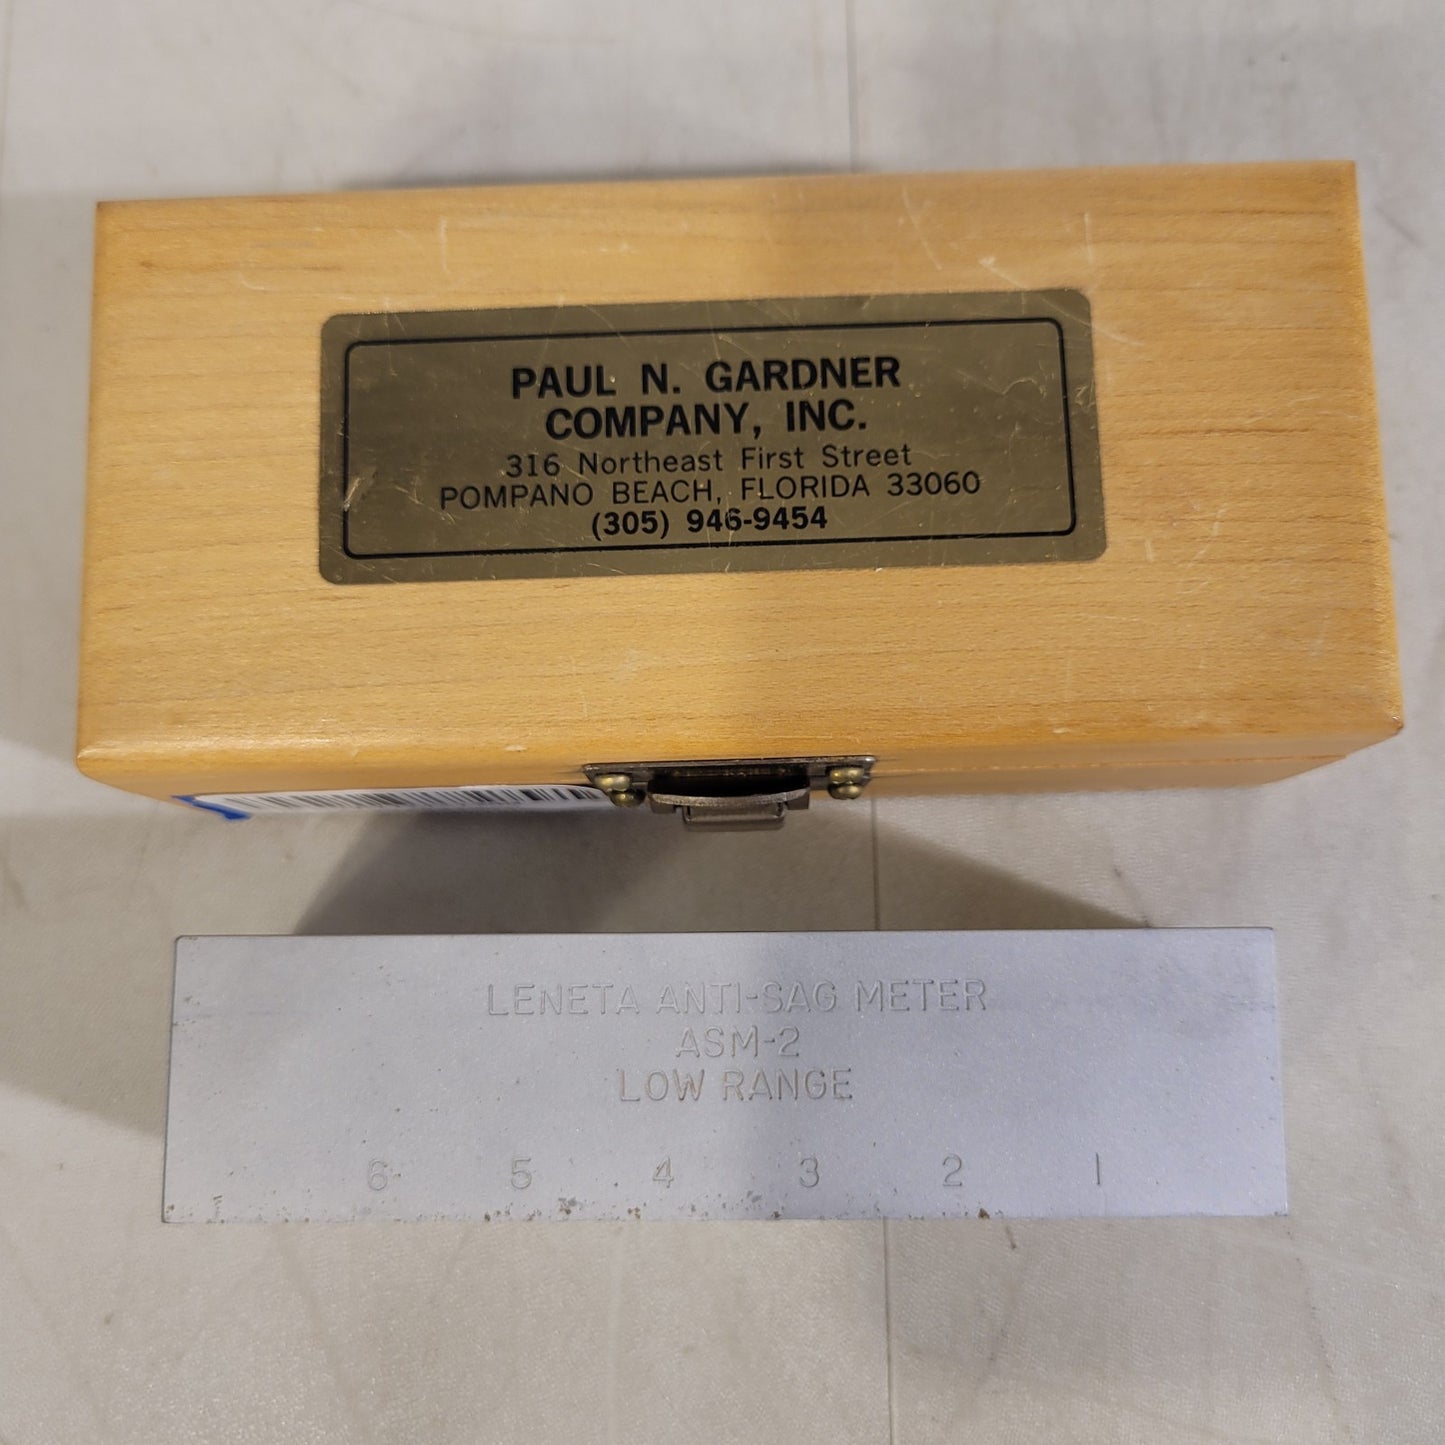 PAUL N. GARDNER
COMPANY, INC.
316 Northeast First Street
POMPANO BEACH, FLORIDA 33060
(305) 946-9454
LENETA ANTI-SAG METER
ASM-2
LOW RANGE
6 5 4 3 2 1